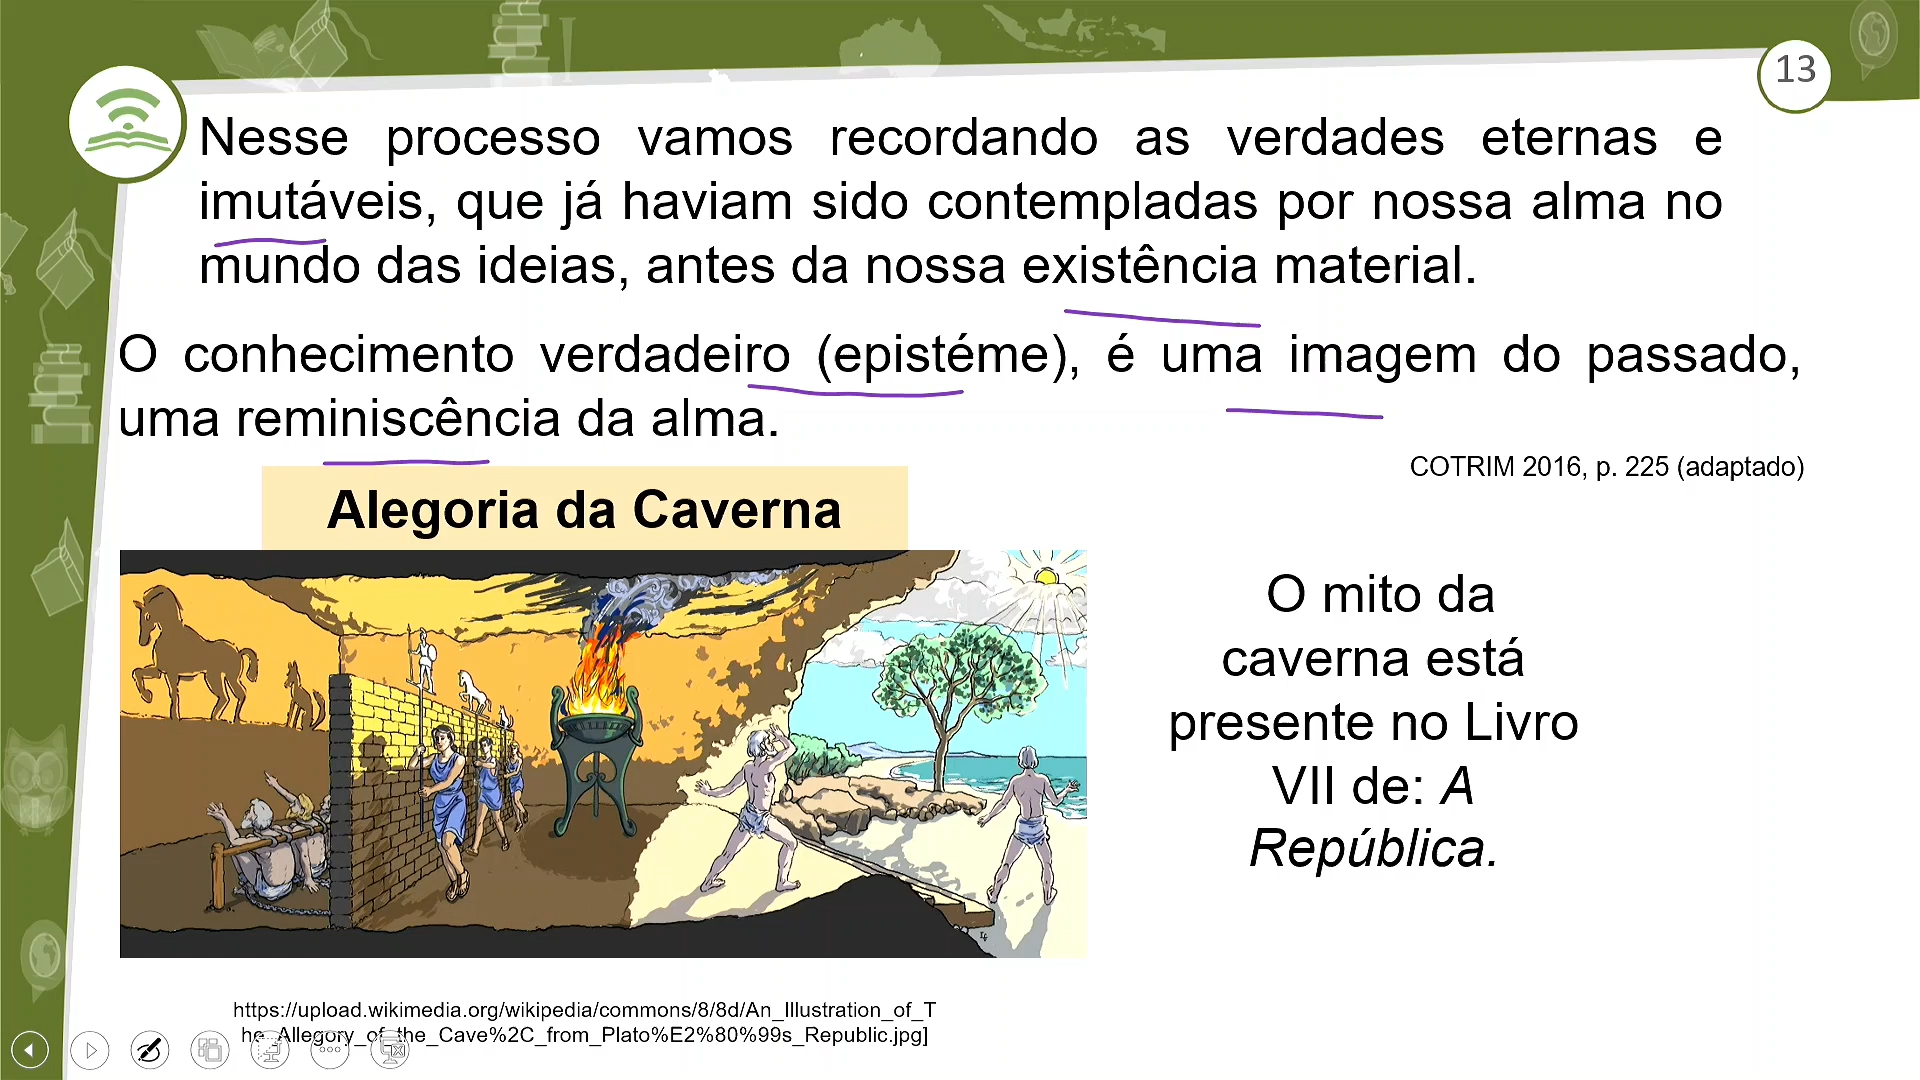 13
Nesse processo vamos recordando as verdades eternas e
imutáveis, que já haviam sido contempladas por nossa alma no
mundo das ideias, antes da nossa existência material.
O conhecimento verdadeiro (epistéme), é uma imagem do passado,
uma reminiscência da alma.
COTRIM 2016, p. 225 (adaptado)
Alegoria da Caverna
O mito da
caverna está
presente no Livro
VII de: A
República.
https://upload.wikimedia.org/wikipedia/commons/8/8d/An_Illustration_of_T
he_Allegory_of_the_Cave%2C_from_Plato%E2%80%99s_Republic.jpg]